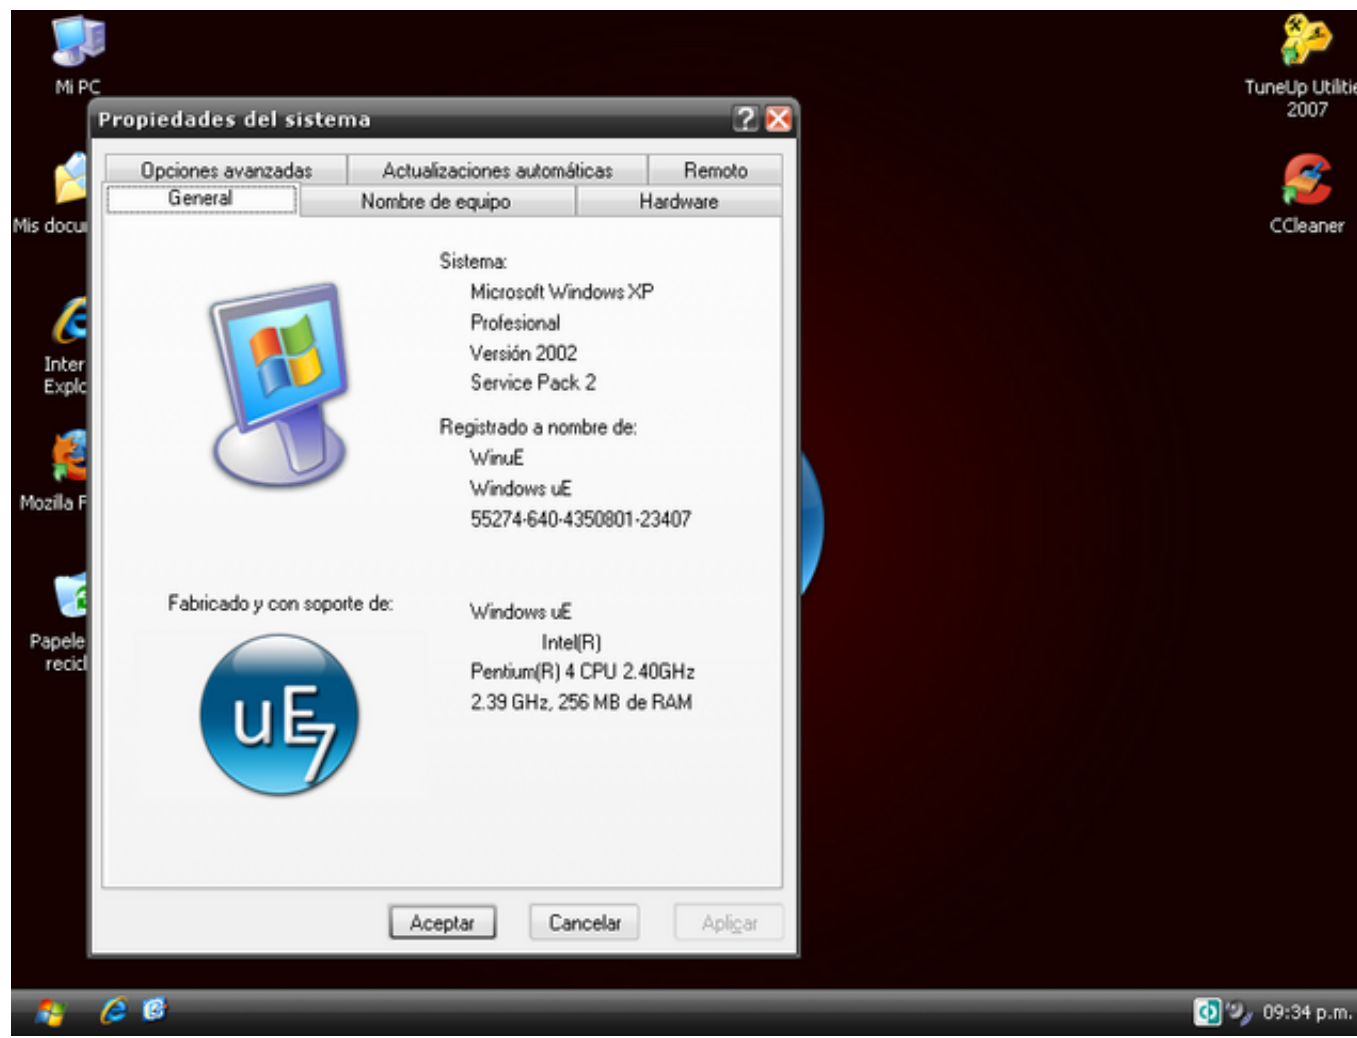 Mi PC
TuneUp Utilitie
2007
Propiedades del sistema
Opciones avanzadas
Actualizaciones automáticas
Remoto
General
Nombre de equipo
Hardware
Mis docu
CCleaner
Sistema:
Microsoft Windows XP
Profesional
Versión 2002
Service Pack 2
Inter
Explo
Registrado a nombre de:
WinuE
Windows uE
55274-640-4350801-23407
Mozilla F
Fabricado y con soporte de:
Windows uE
Intel(R)
Pentium(R) 4 CPU 2.40GHz
2.39 GHz, 256 MB de RAM
Papele
recicl
uE7
Aceptar
Cancelar
Aplicar
09:34 p.m.